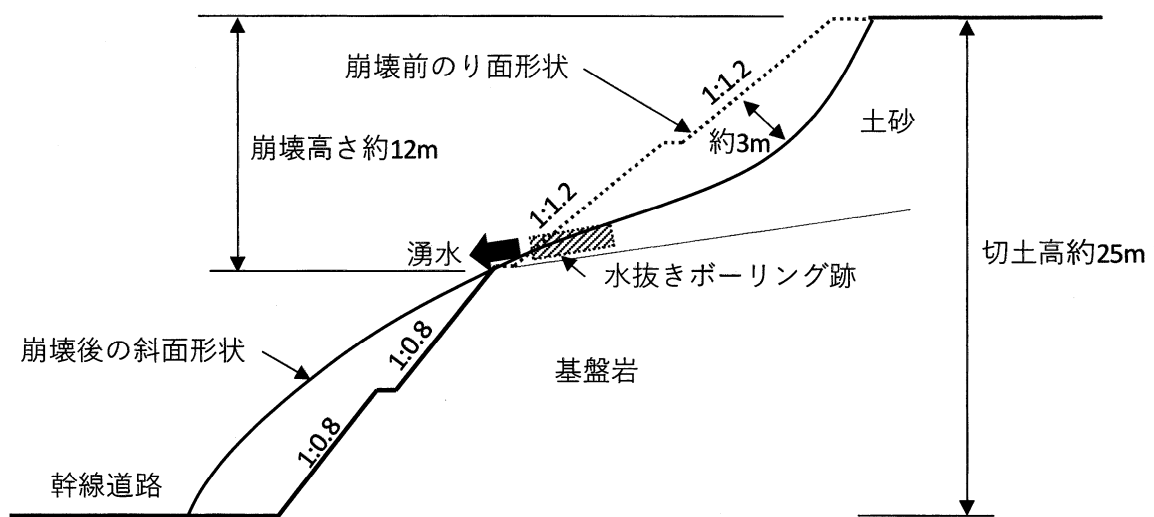 崩壊前のり面形状
1:1.2
土砂
約3m
崩壊高さ約12m
1:1.2
湧水
水抜きボーリング跡
切土高約25m
崩壊後の斜面形状
1:0.8
基盤岩
1:0.8
幹線道路